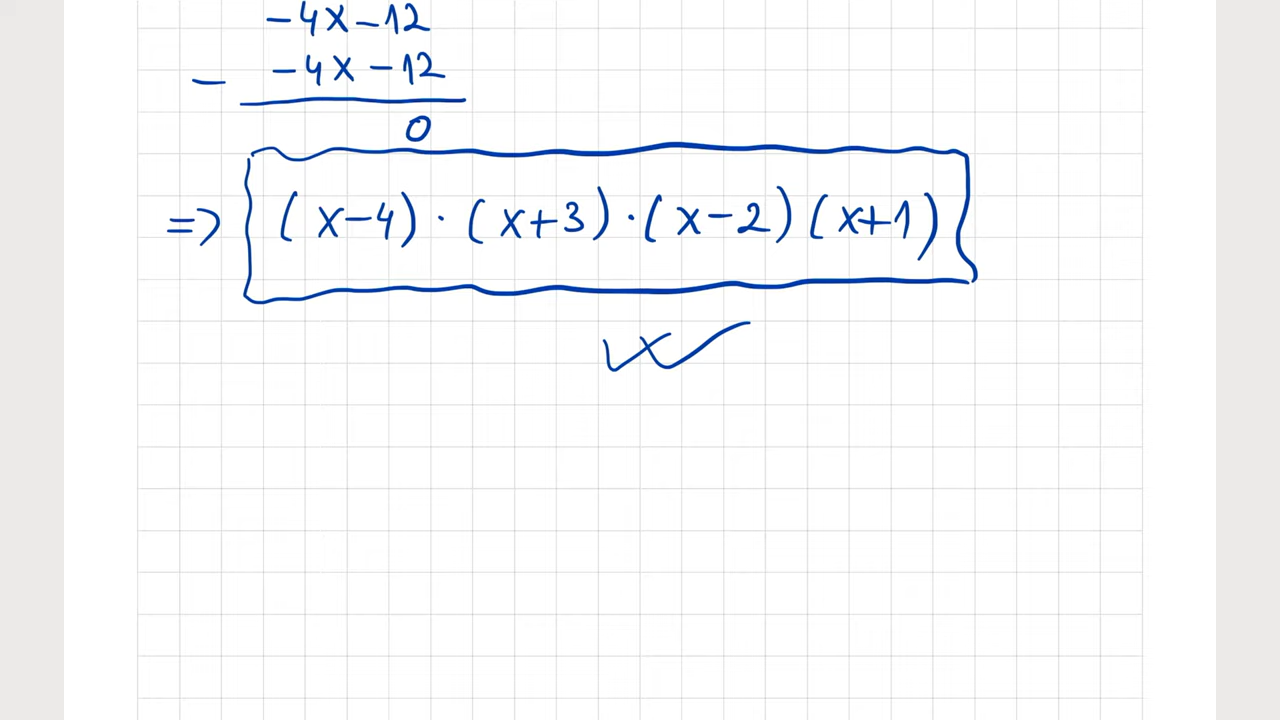 -4x-12
- -4x-12
0
=> (x-4)·(x+3)·(x-2)(x+1)